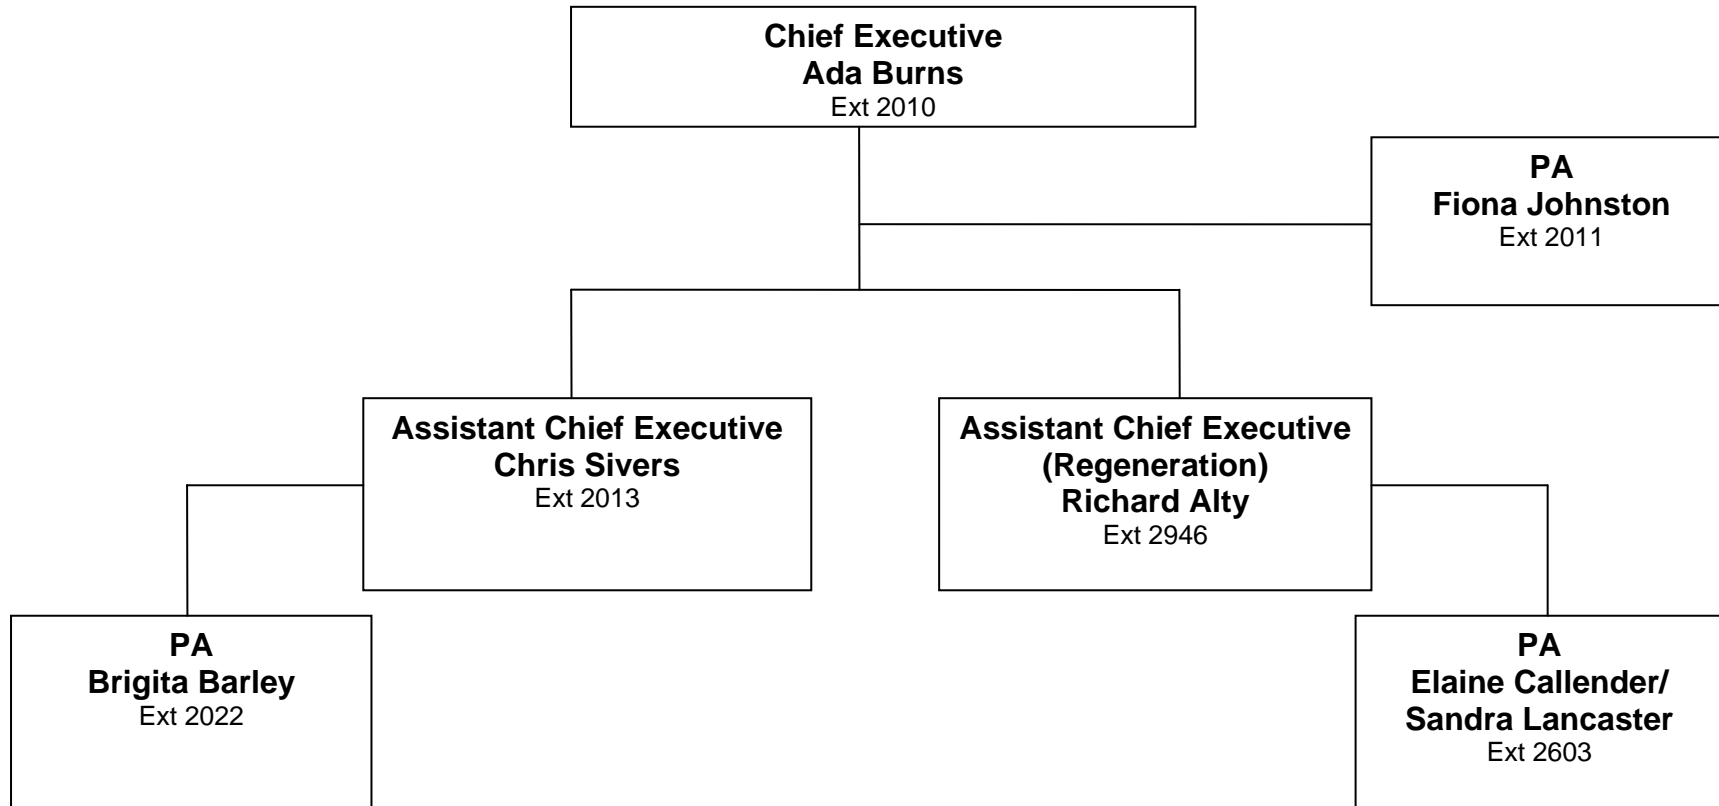 Chief Executive
Ada Burns
Ext 2010
PA
Fiona Johnston
Ext 2011
Assistant Chief Executive
Chris Sivers
Ext 2013
Assistant Chief Executive
(Regeneration)
Richard Alty
Ext 2946
PA
Brigita Barley
Ext 2022
PA
Elaine Callender/
Sandra Lancaster
Ext 2603